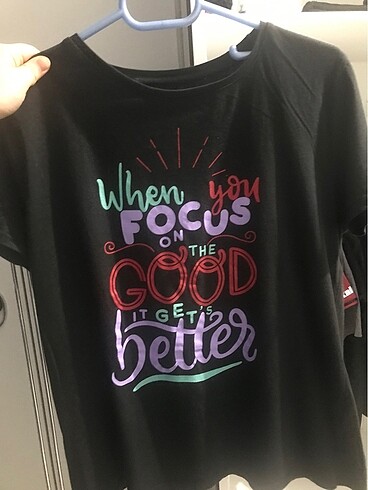 When you
FOCUS
ON
THE
GOOD
IT GET'S
better